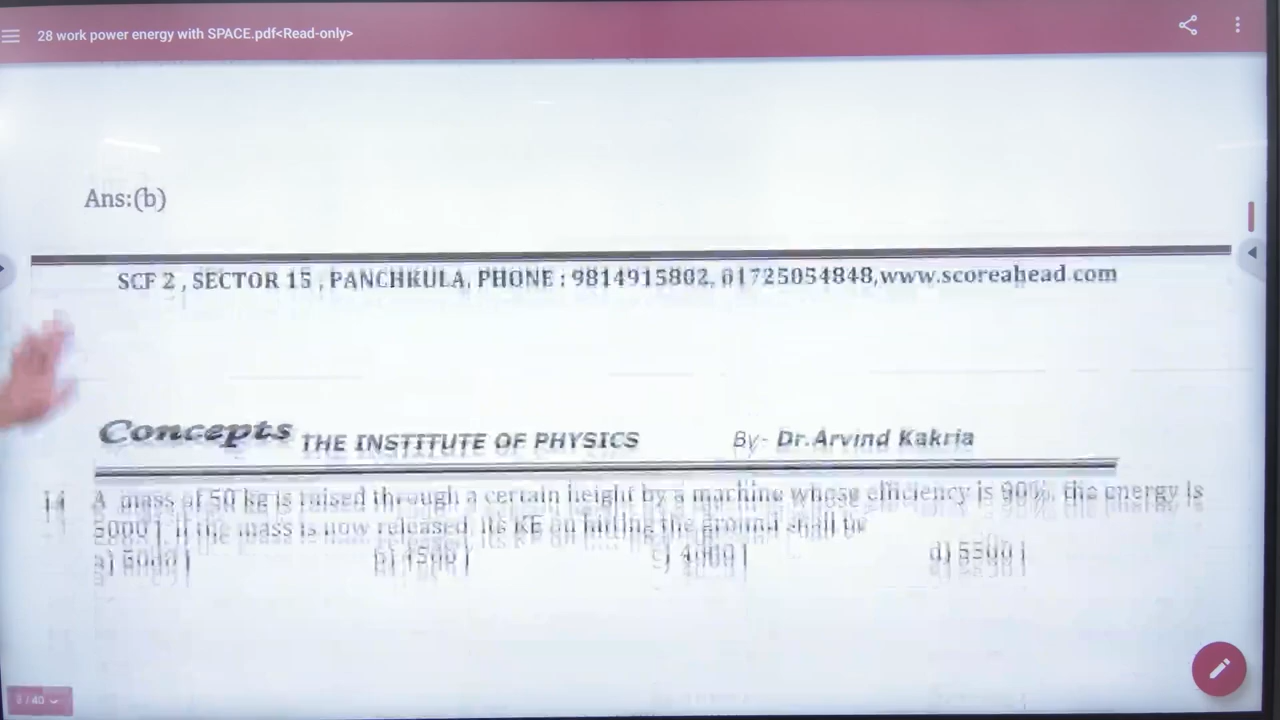 28 work power energy with SPACE.pdf<Read-only>
Ans:(b)
SCF 2 , SECTOR 15 , PANCHKULA, PHONE : 9814915802, 01725054848,www.scoreahead.com
Concepts THE INSTITUTE OF PHYSICS By- Dr.Arvind Kakria
14 A mass of 50 kg is raised through a certain height by a machine whose efficiency is 90%, the energy is
5000 J. If the mass is now released, its KE on hitting the ground shall be
a) 5000 J b) 4500 J c) 4000 J d) 5500 J
/ 40